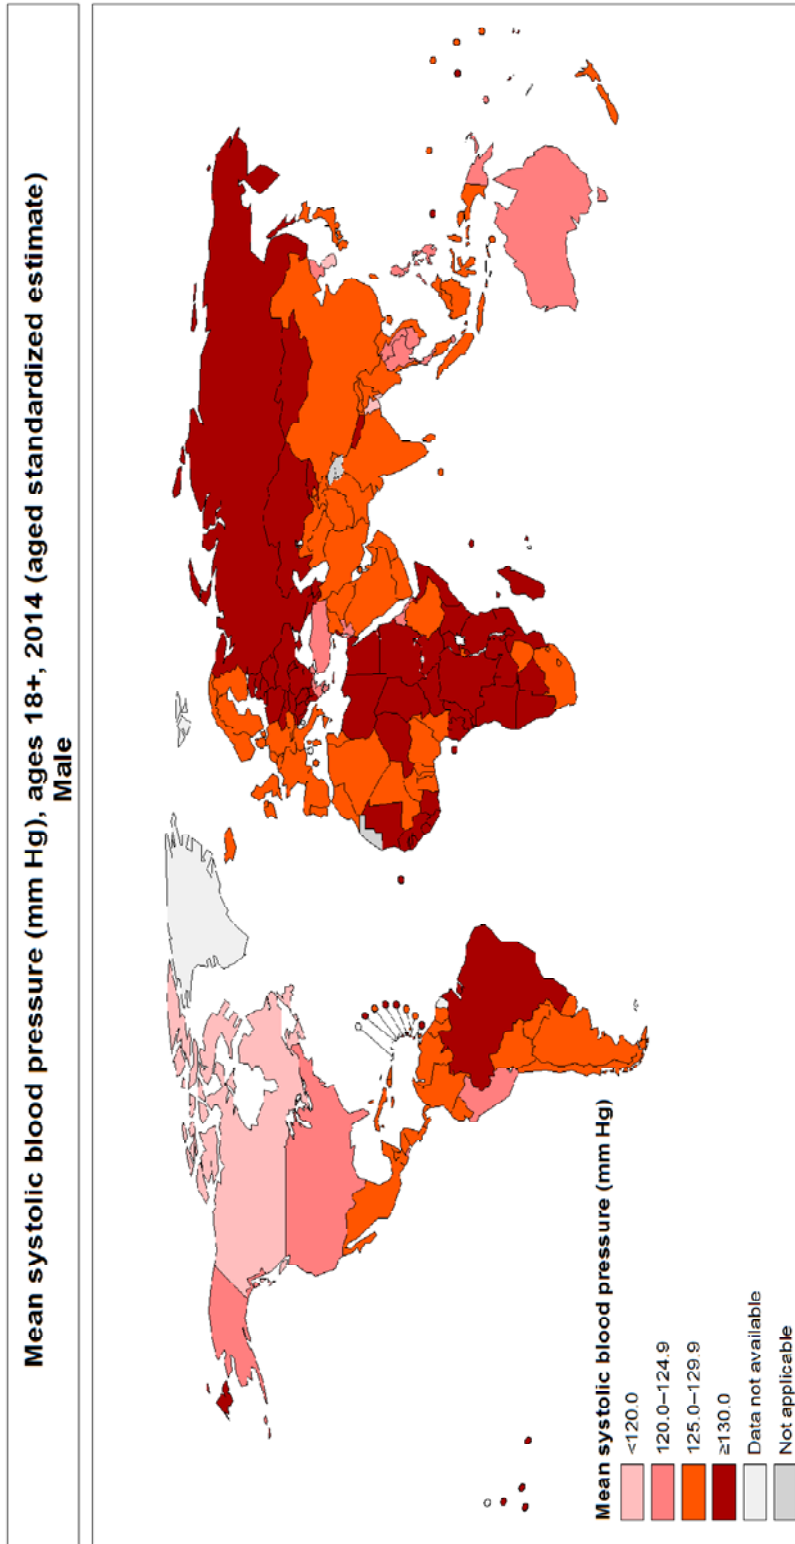 Mean systolic blood pressure (mm Hg), ages 18+, 2014 (aged standardized estimate)
Male
Mean systolic blood pressure (mm Hg)
<120.0
120.0–124.9
125.0–129.9
≥130.0
Data not available
Not applicable